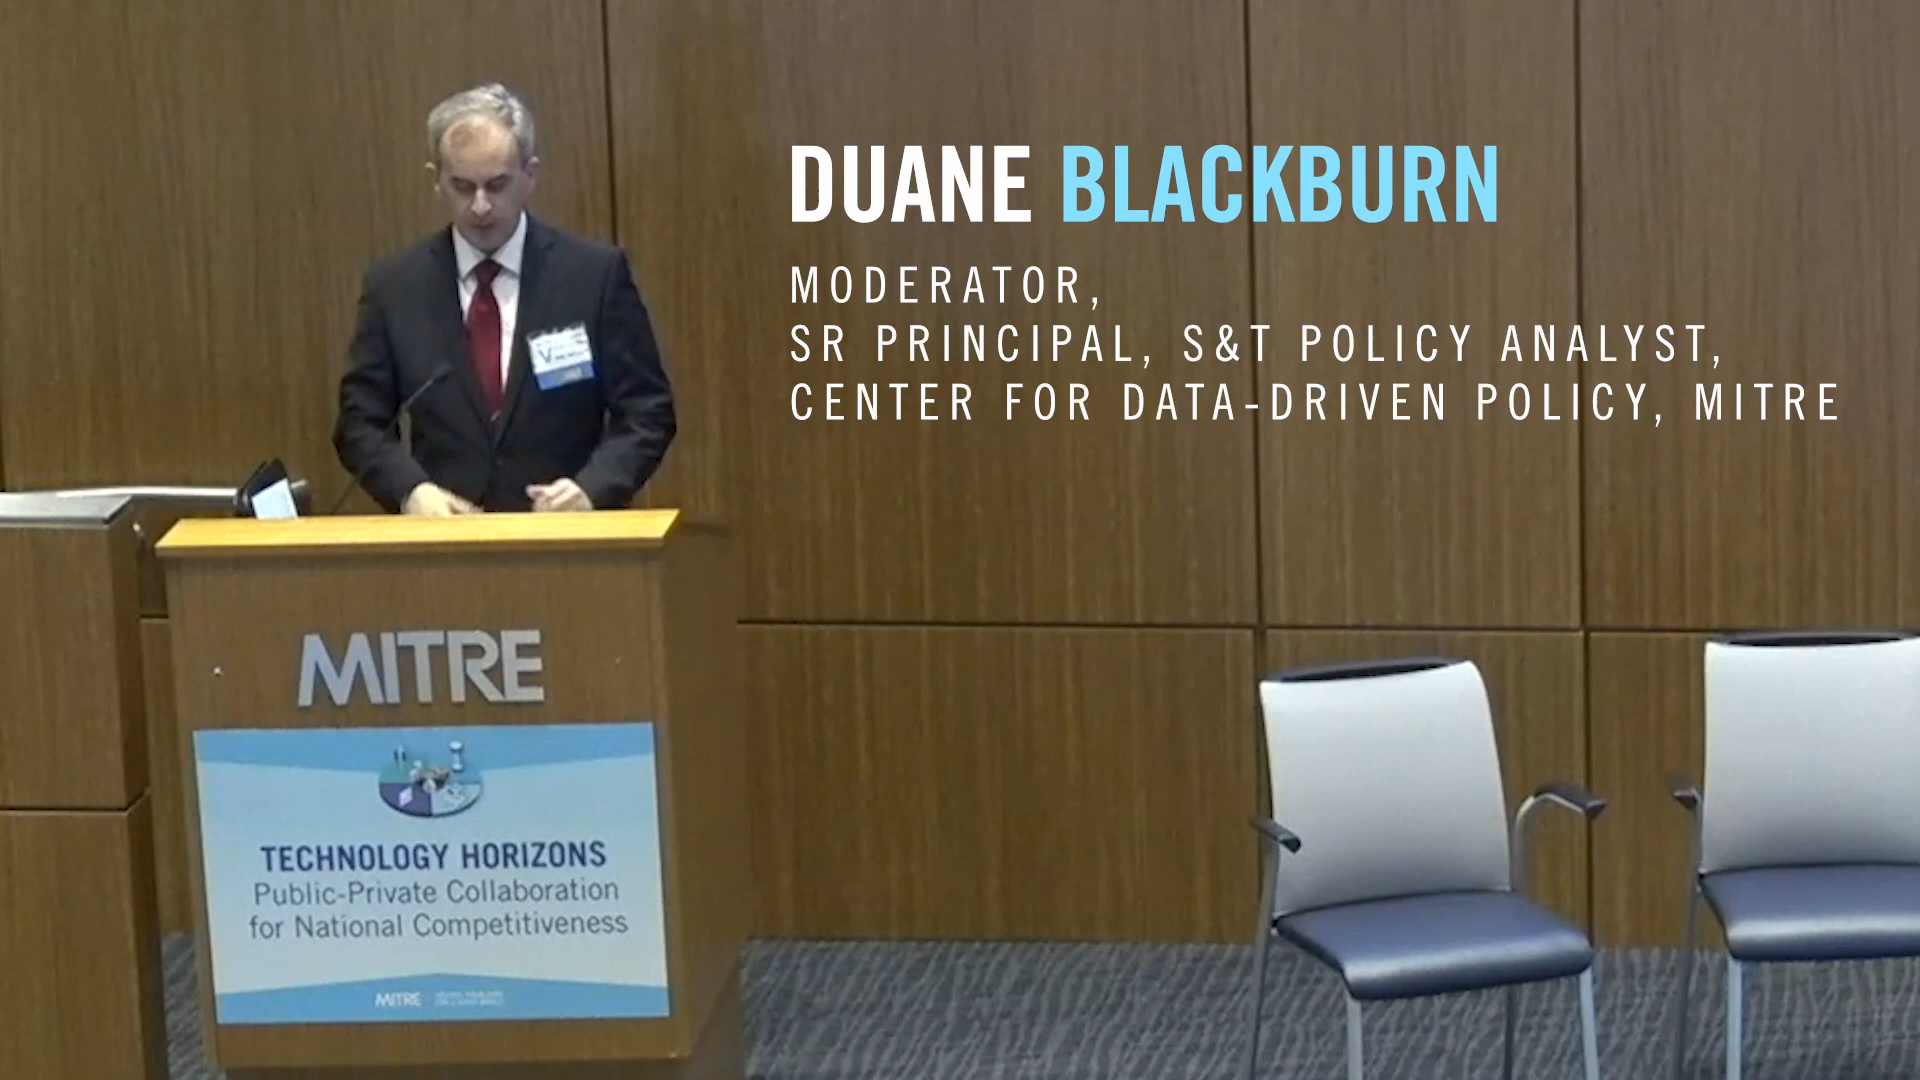 DUANE BLACKBURN
MODERATOR,
SR PRINCIPAL, S&T POLICY ANALYST,
CENTER FOR DATA-DRIVEN POLICY, MITRE
MITRE
TECHNOLOGY HORIZONS
Public-Private Collaboration
for National Competitiveness
MITRE